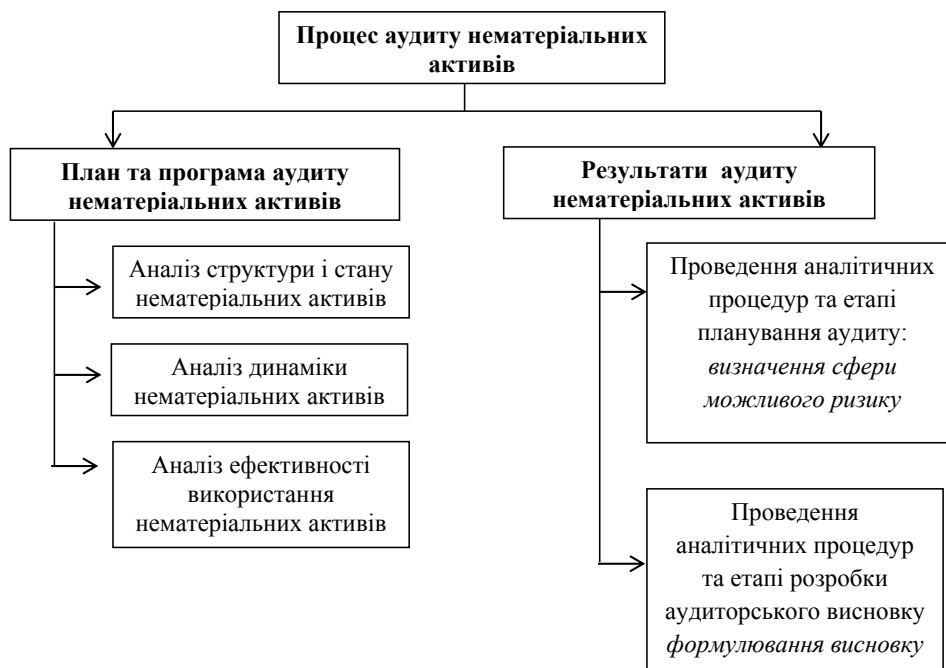 Процес аудиту нематеріальних
активів
План та програма аудиту
нематеріальних активів
Аналіз структури і стану
нематеріальних активів
Аналіз динаміки
нематеріальних активів
Аналіз ефективності
використання
нематеріальних активів
Результати аудиту
нематеріальних активів
Проведення аналітичних
процедур та етапі
планування аудиту:
визначення сфери
можливого ризику
Проведення
аналітичних процедур
та етапі розробки
аудиторського висновку
формулювання висновку